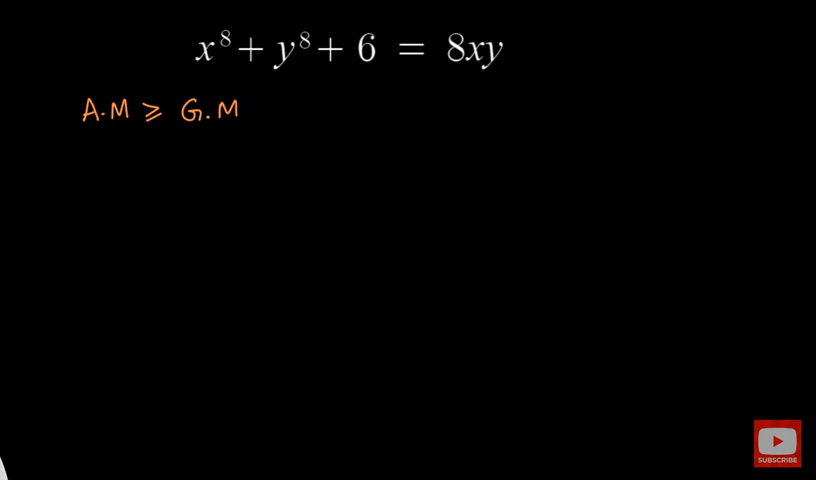 x⁸ + y⁸ + 6 = 8xy
A.M ⩾ G.M
SUBSCRIBE